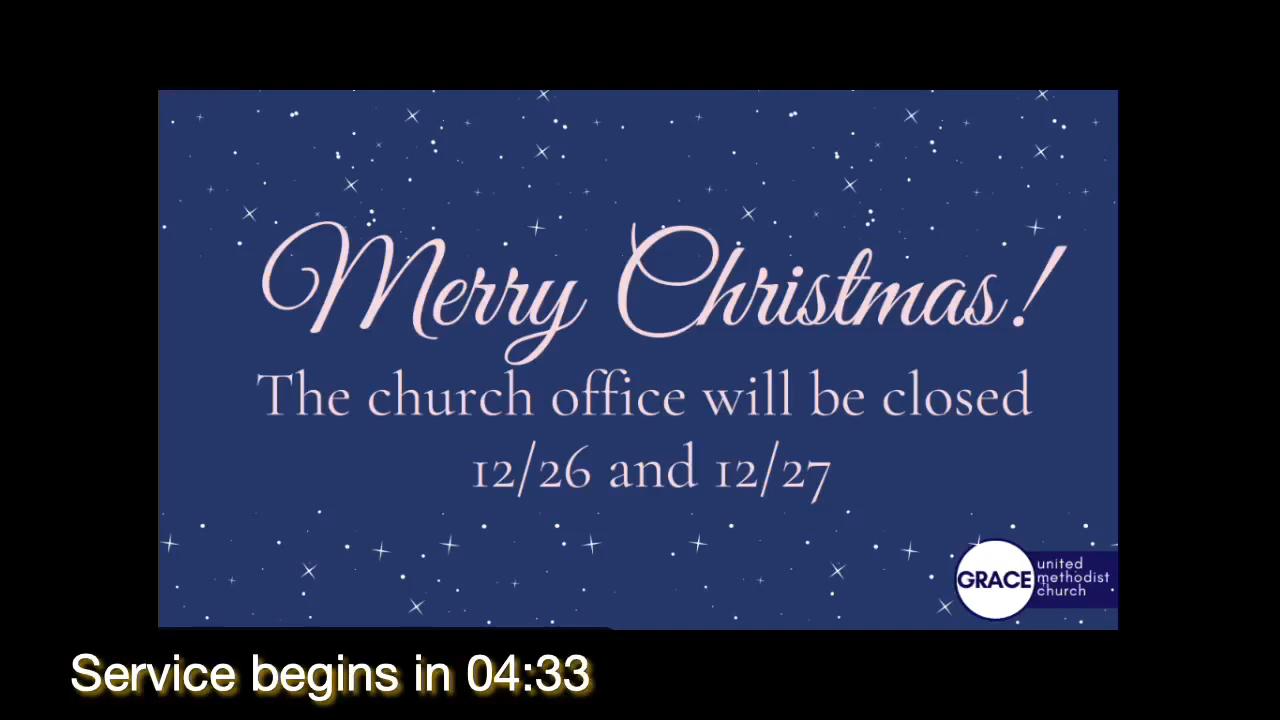 Merry Christmas!
The church office will be closed
12/26 and 12/27
GRACE
united
methodist
church
Service begins in 04:33